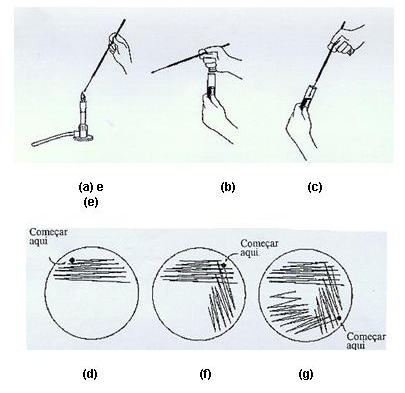 (a) e
(e)
(b)
(c)
Começar
aqui
Começar
aqui
Começar
aqui
(d)
(f)
(g)